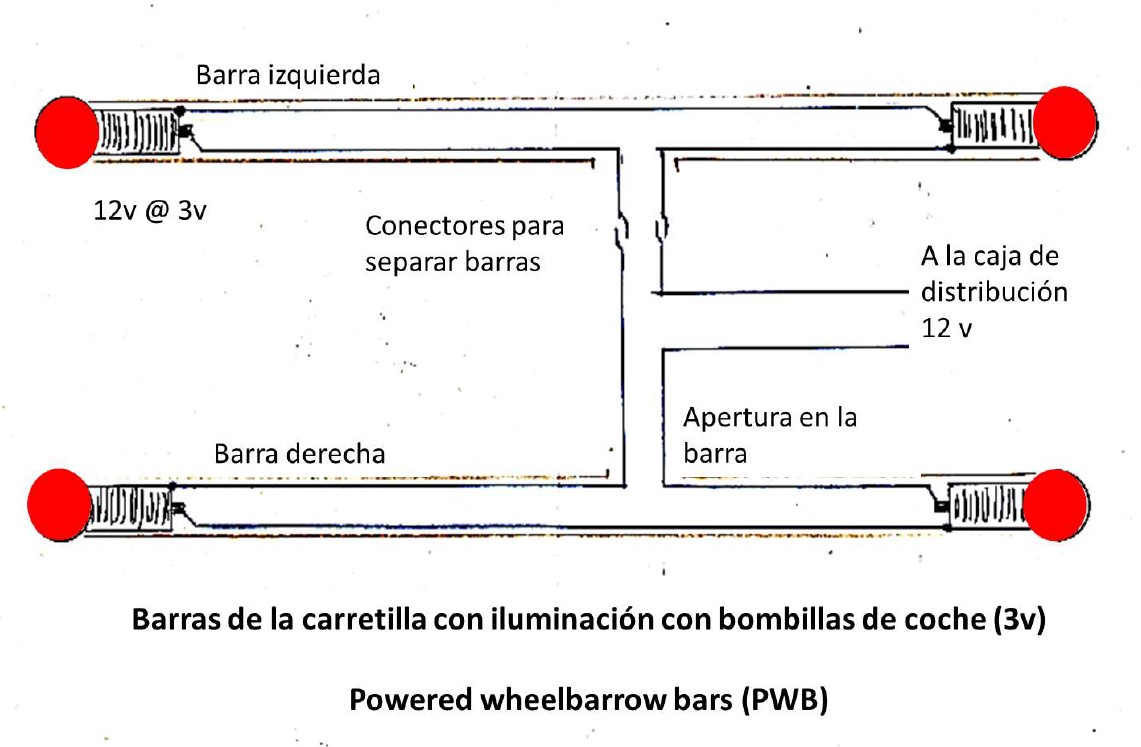 Barra izquierda
12v @ 3v
Conectores para
separar barras
A la caja de
distribución
12 v
Apertura en la
barra
Barra derecha
Barras de la carretilla con iluminación con bombillas de coche (3v)
Powered wheelbarrow bars (PWB)